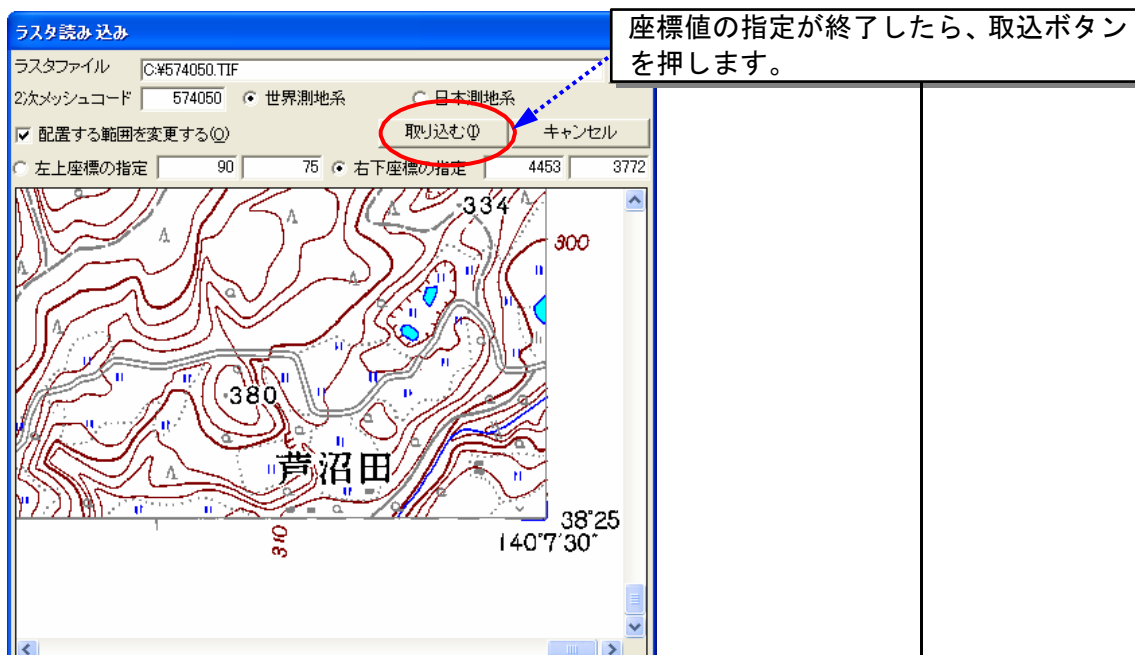 ラスタ読み込み
座標値の指定が終了したら、取込ボタン
を押します。
ラスタファイル C:¥574050.TIF
2次メッシュコード 574050 世界測地系 日本測地系
配置する範囲を変更する(O) 取り込む(I) キャンセル
左上座標の指定 90 75 右下座標の指定 4453 3772
334
300
380
芦沼田
310
38°25
140°7′30″